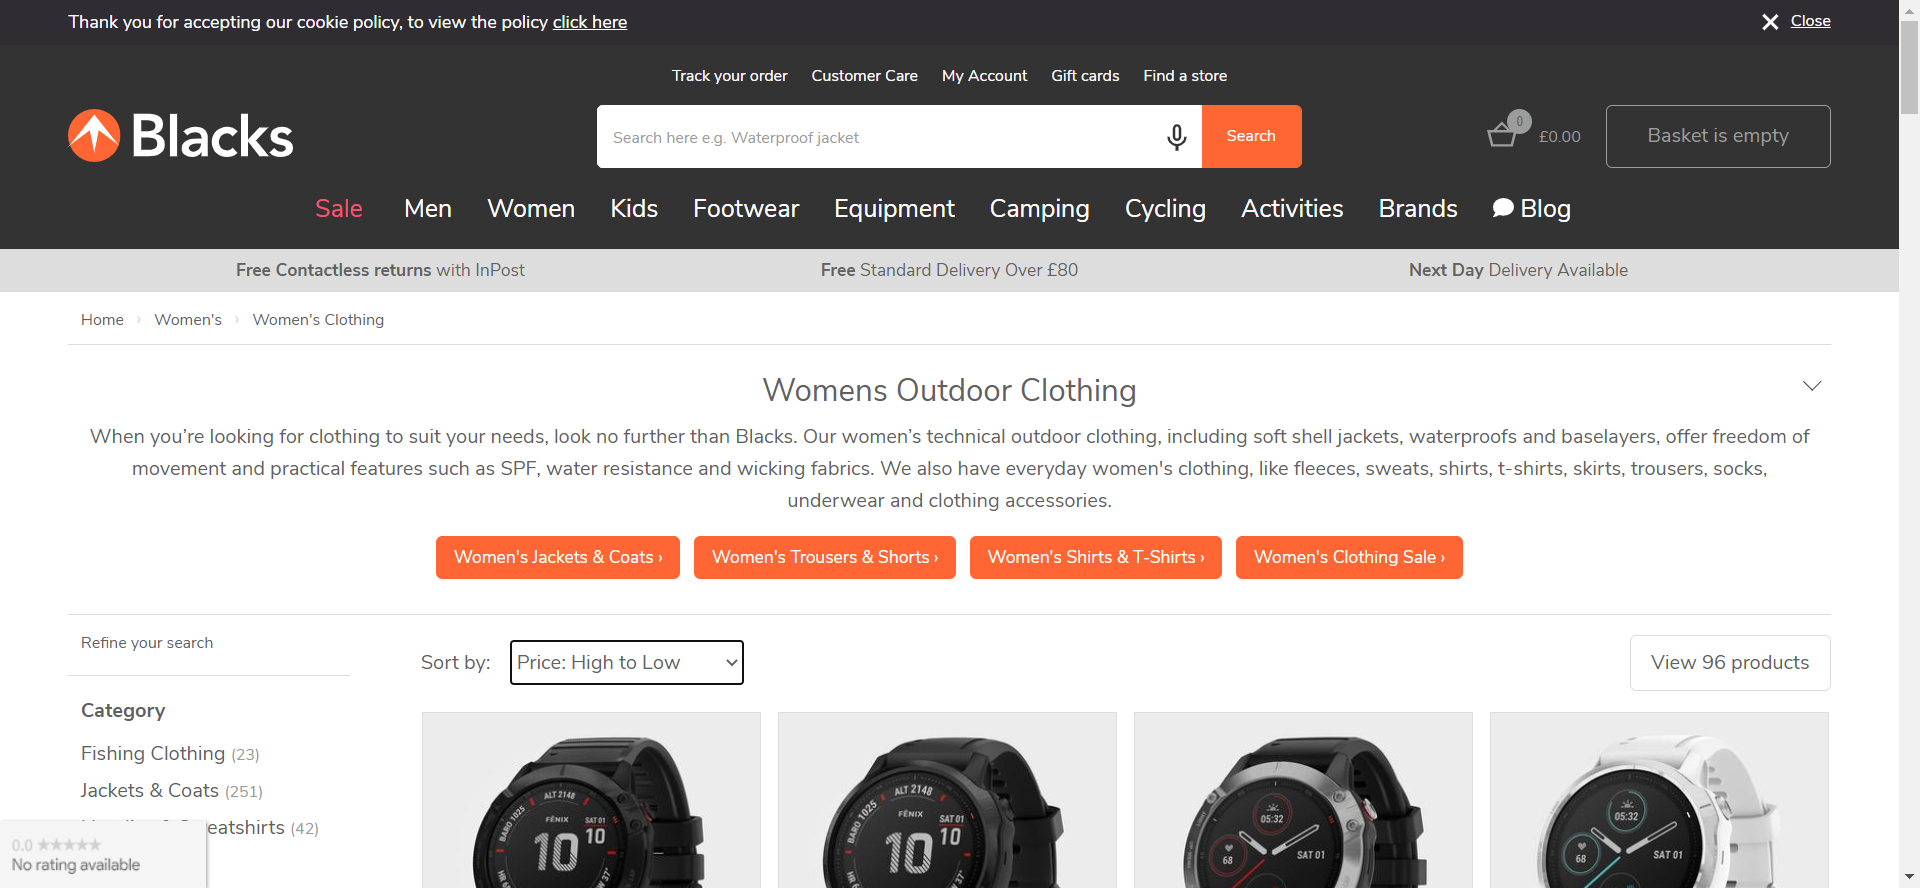 Thank you for accepting our cookie policy, to view the policy click here
Close
Track your order Customer Care My Account Gift cards Find a store
Blacks
Search here e.g. Waterproof jacket
Search
0
£0.00
Basket is empty
Sale Men Women Kids Footwear Equipment Camping Cycling Activities Brands Blog
Free Contactless returns with InPost
Free Standard Delivery Over £80
Next Day Delivery Available
Home › Women's › Women's Clothing
Womens Outdoor Clothing
When you’re looking for clothing to suit your needs, look no further than Blacks. Our women’s technical outdoor clothing, including soft shell jackets, waterproofs and baselayers, offer freedom of
movement and practical features such as SPF, water resistance and wicking fabrics. We also have everyday women's clothing, like fleeces, sweats, shirts, t-shirts, skirts, trousers, socks,
underwear and clothing accessories.
Women's Jackets & Coats ›
Women's Trousers & Shorts ›
Women's Shirts & T-Shirts ›
Women's Clothing Sale ›
Refine your search
Sort by: Price: High to Low
View 96 products
Category
Fishing Clothing (23)
Jackets & Coats (251)
(42)
0.0
No rating available
ALT 2148
BARO 1025
FĒNIX
SAT 01
10 10
ALT 2148
BARO 1025
FĒNIX
SAT 01
10 10
05:32
68
SAT 01
05:32
68
SAT 01